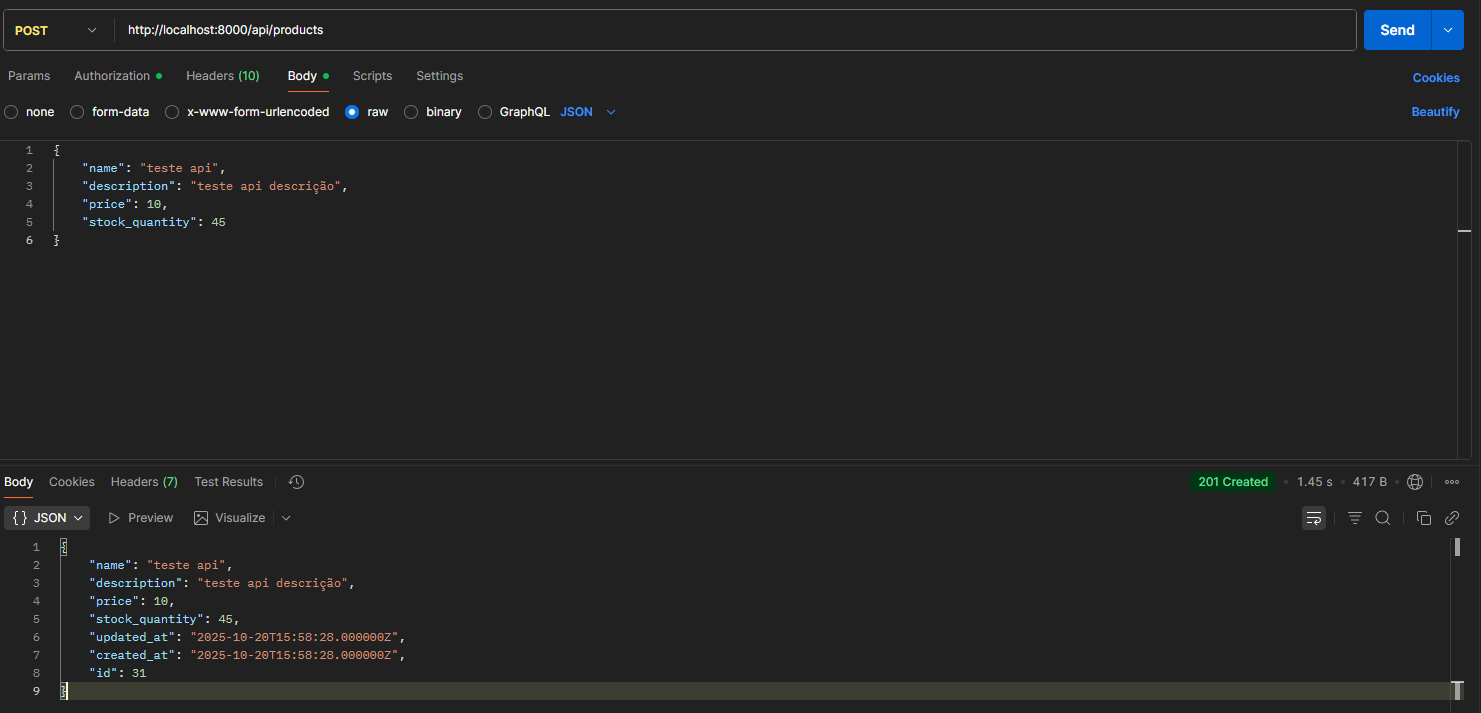 POST http://localhost:8000/api/products Send
Params Authorization Headers (10) Body Scripts Settings Cookies
none form-data x-www-form-urlencoded raw binary GraphQL JSON Beautify
1 {
2 "name": "teste api",
3 "description": "teste api descrição",
4 "price": 10,
5 "stock_quantity": 45
6 }
Body Cookies Headers (7) Test Results 201 Created • 1.45 s • 417 B
{} JSON Preview Visualize
1 {
2 "name": "teste api",
3 "description": "teste api descrição",
4 "price": 10,
5 "stock_quantity": 45,
6 "updated_at": "2025-10-20T15:58:28.000000Z",
7 "created_at": "2025-10-20T15:58:28.000000Z",
8 "id": 31
9 }